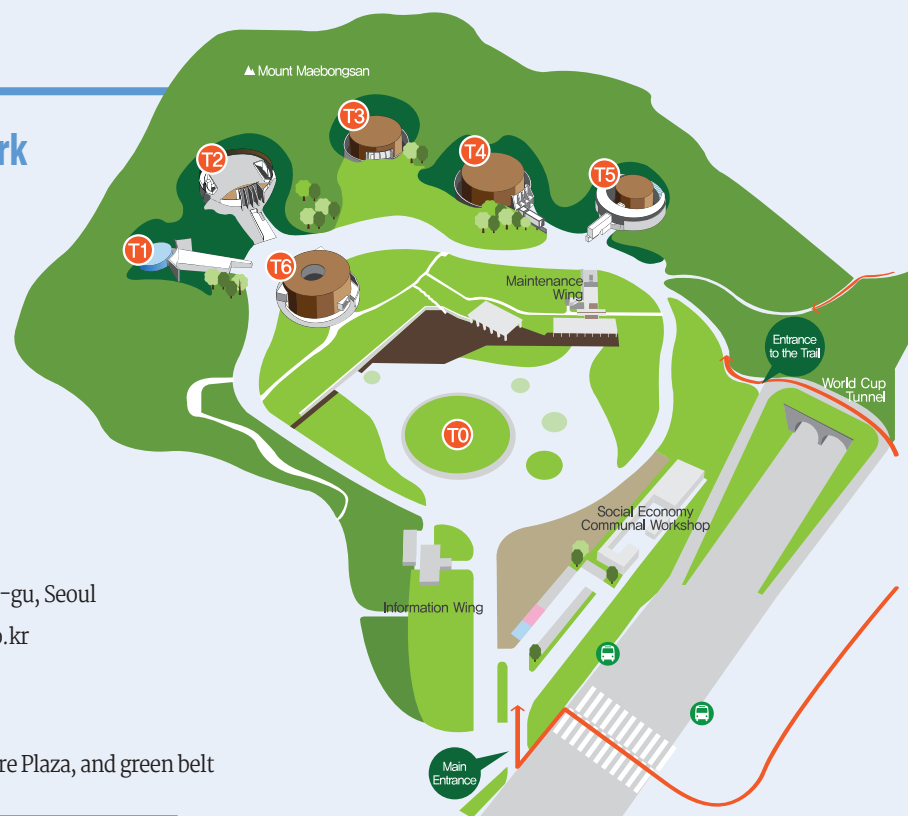 rk
Mount Maebongsan
T3
T2
T4
T5
T1
T6
Maintenance
Wing
Entrance
to the Trail
World Cup
Tunnel
T0
Social Economy
Communal Workshop
-gu, Seoul
Information Wing
o.kr
re Plaza, and green belt
Main
Entrance